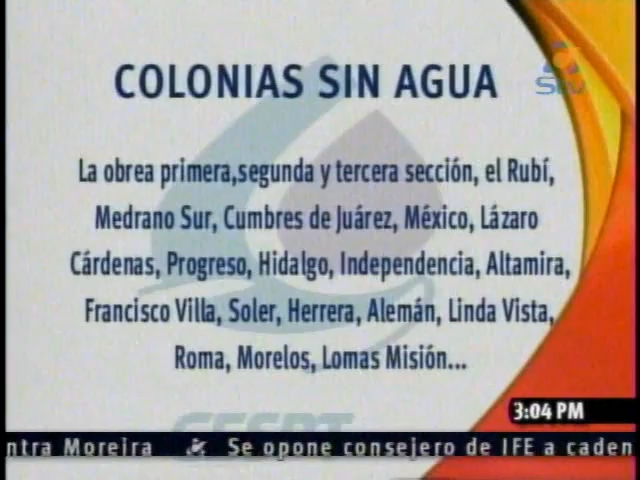 COLONIAS SIN AGUA
Stv
La obrea primera,segunda y tercera sección, el Rubí,
Medrano Sur, Cumbres de Juárez, México, Lázaro
Cárdenas, Progreso, Hidalgo, Independencia, Altamira,
Francisco Villa, Soler, Herrera, Alemán, Linda Vista,
Roma, Morelos, Lomas Misión...
CESPT
3:04 PM
ntra Moreira Se opone consejero de IFE a caden